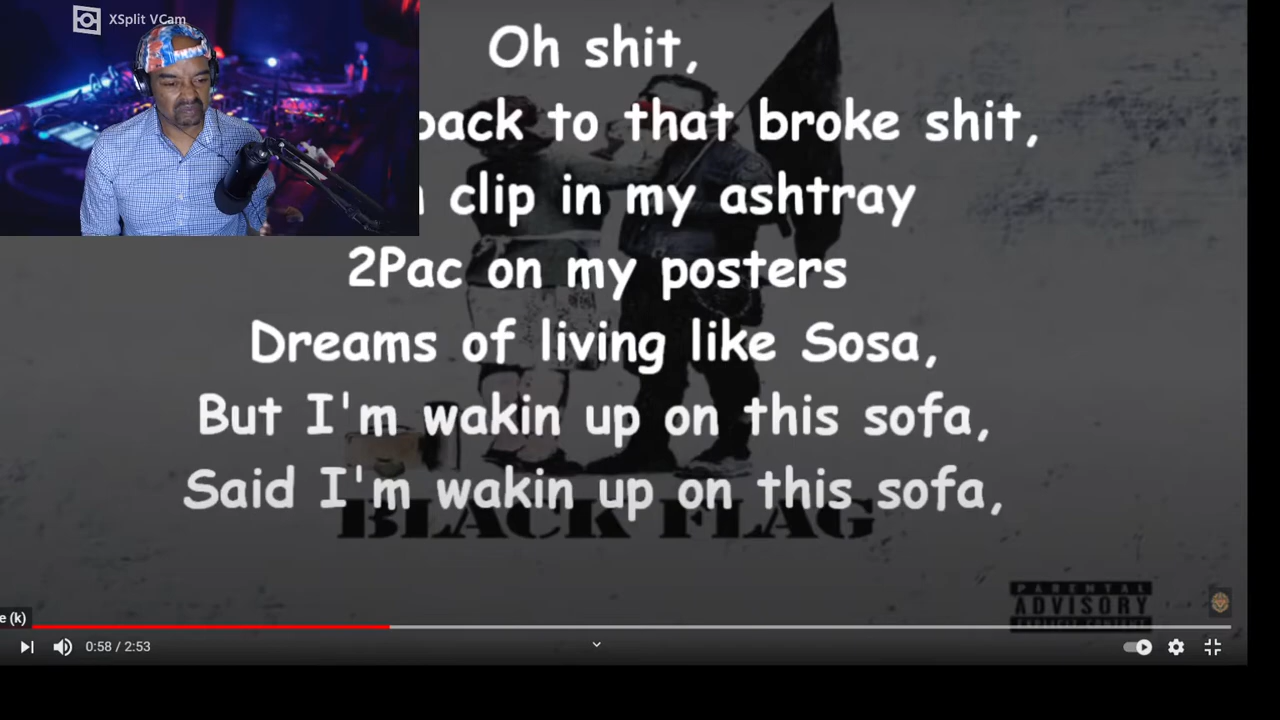 XSplit VCam
Oh shit,
back to that broke shit,
clip in my ashtray
2Pac on my posters
Dreams of living like Sosa,
But I'm wakin up on this sofa,
Said I'm wakin up on this sofa,
BLACK FLAG
PARENTAL
ADVISORY
EXPLICIT CONTENT
e (k)
0:58 / 2:53